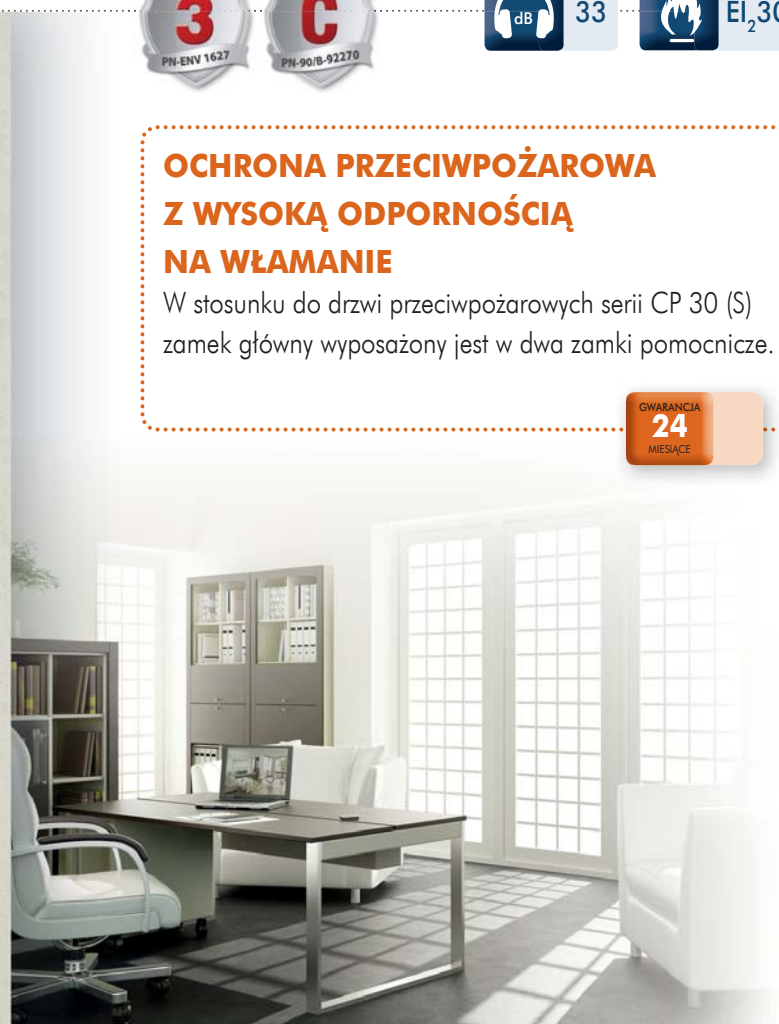 3
PN-ENV 1627
C
PN-90/B-92270
dB
33
EI₂30
OCHRONA PRZECIWPOŻAROWA
Z WYSOKĄ ODPORNOŚCIĄ
NA WŁAMANIE
W stosunku do drzwi przeciwpożarowych serii CP 30 (S)
zamek główny wyposażony jest w dwa zamki pomocnicze.
GWARANCJA
24
MIESIĄCE